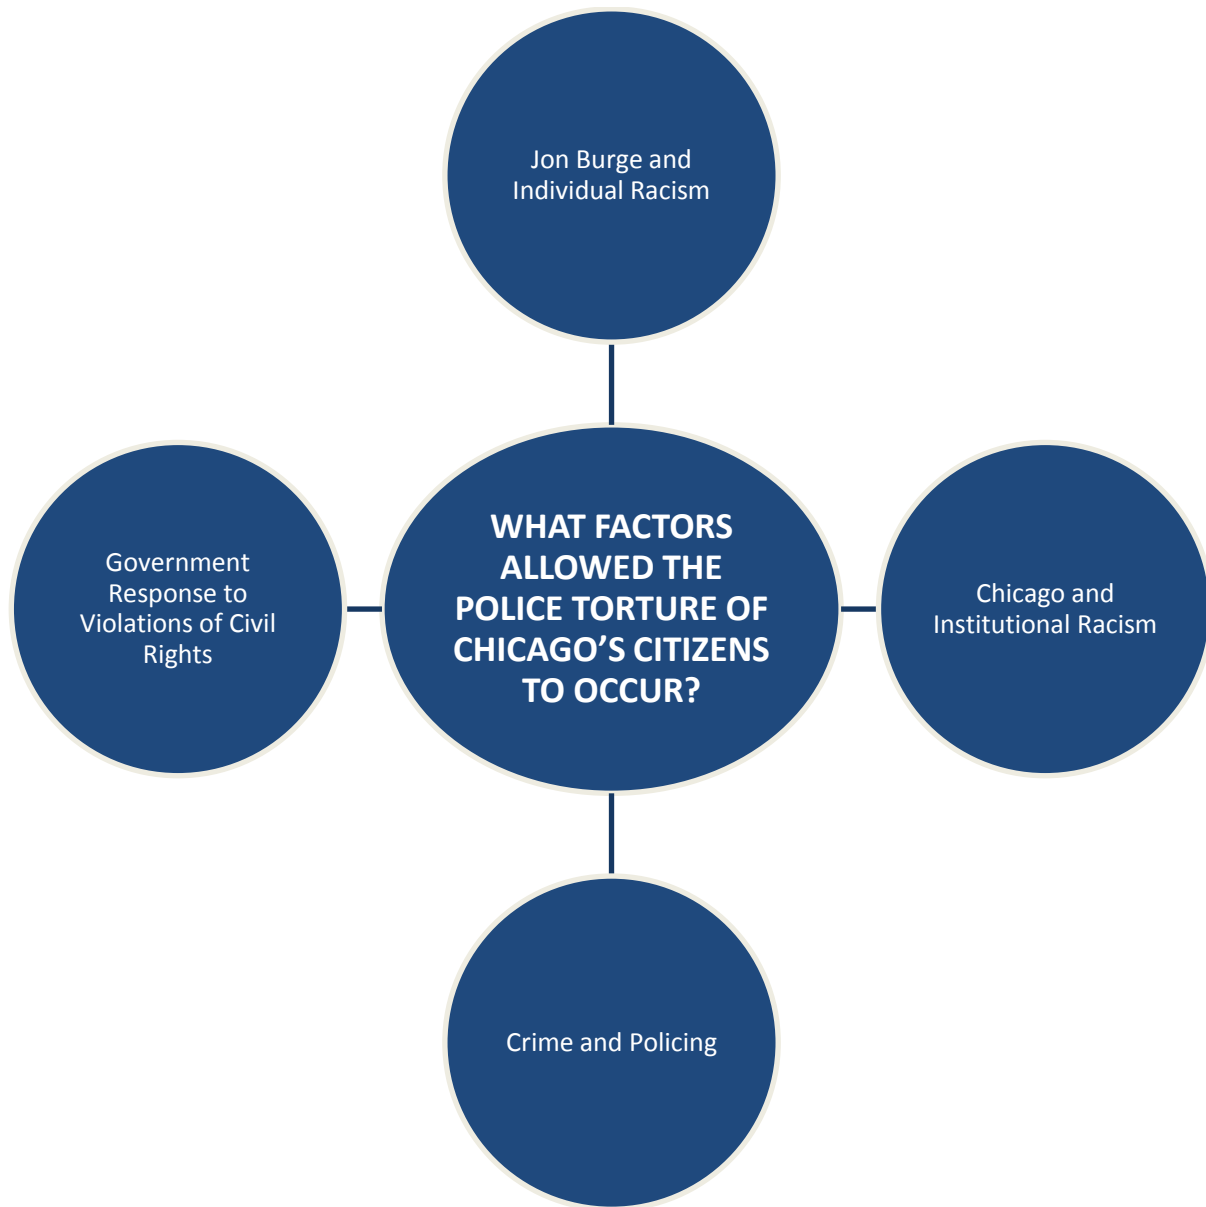 Jon Burge and
Individual Racism
WHAT FACTORS
ALLOWED THE
POLICE TORTURE OF
CHICAGO’S CITIZENS
TO OCCUR?
Government
Response to
Violations of Civil
Rights
Chicago and
Institutional Racism
Crime and Policing